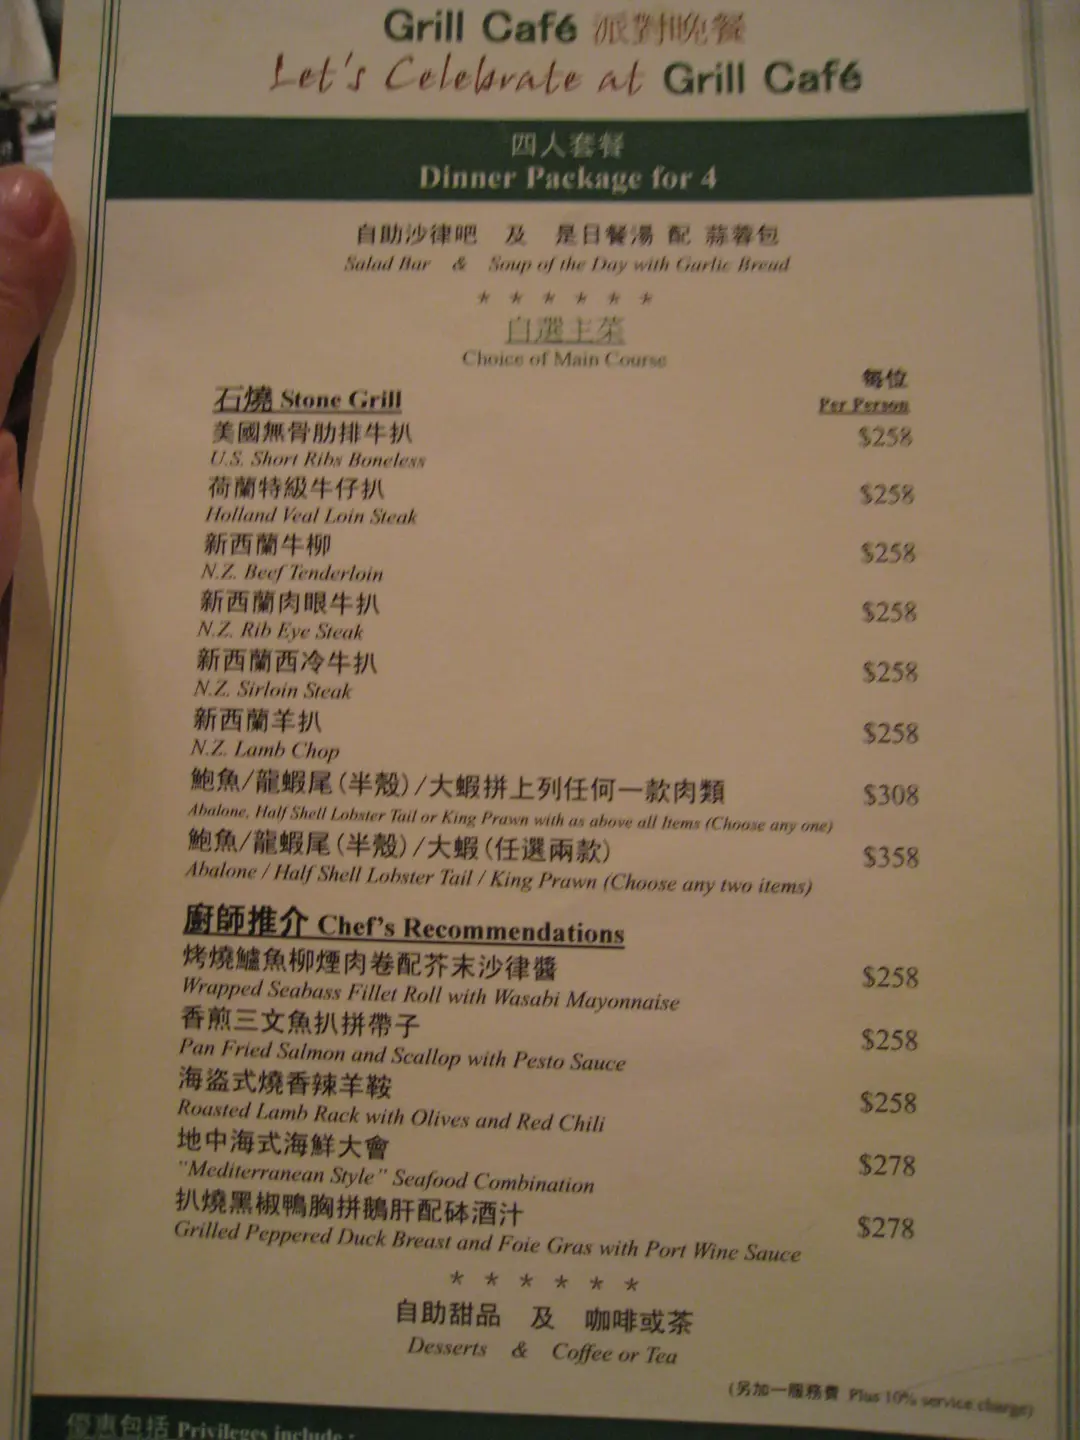 Grill Café 派對晚餐
Let's Celebrate at Grill Café
四人套餐
Dinner Package for 4
自助沙律吧 及 是日餐湯 配 蒜蓉包
Salad Bar & Soup of the Day with Garlic Bread
* * * * * *
自選主菜
Choice of Main Course
每位
石燒 Stone Grill Per Person
美國無骨肋排牛扒 $258
U.S. Short Ribs Boneless
荷蘭特級牛仔扒 $258
Holland Veal Loin Steak
新西蘭牛柳 $258
N.Z. Beef Tenderloin
新西蘭肉眼牛扒 $258
N.Z. Rib Eye Steak
新西蘭西冷牛扒 $258
N.Z. Sirloin Steak
新西蘭羊扒 $258
N.Z. Lamb Chop
鮑魚/龍蝦尾(半殼)/大蝦拼上列任何一款肉類 $308
Abalone, Half Shell Lobster Tail or King Prawn with as above all Items (Choose any one)
鮑魚/龍蝦尾(半殼)/大蝦(任選兩款) $358
Abalone / Half Shell Lobster Tail / King Prawn (Choose any two items)
廚師推介 Chef's Recommendations
烤燒鱸魚柳煙肉卷配芥末沙律醬 $258
Wrapped Seabass Fillet Roll with Wasabi Mayonnaise
香煎三文魚扒拼帶子 $258
Pan Fried Salmon and Scallop with Pesto Sauce
海盜式燒香辣羊鞍 $258
Roasted Lamb Rack with Olives and Red Chili
地中海式海鮮大會 $278
"Mediterranean Style" Seafood Combination
扒燒黑椒鴨胸拼鵝肝配砵酒汁 $278
Grilled Peppered Duck Breast and Foie Gras with Port Wine Sauce
* * * * * *
自助甜品 及 咖啡或茶
Desserts & Coffee or Tea
(另加一服務費 Plus 10% service charge)
優惠包括 Privileges include :